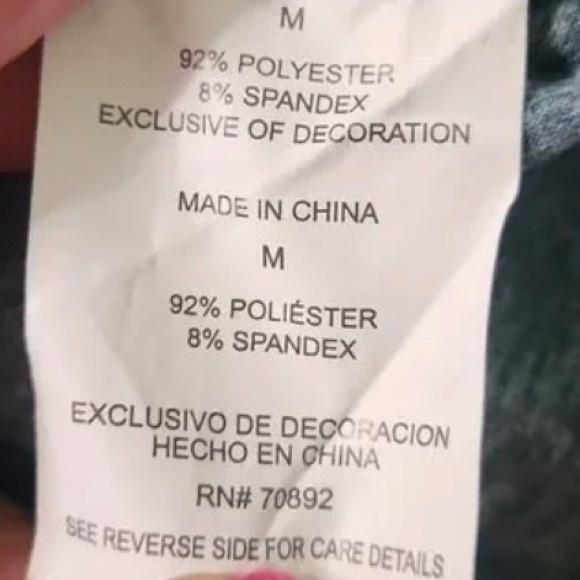 M
92% POLYESTER
8% SPANDEX
EXCLUSIVE OF DECORATION
MADE IN CHINA
M
92% POLIÉSTER
8% SPANDEX
EXCLUSIVO DE DECORACION
HECHO EN CHINA
RN# 70892
SEE REVERSE SIDE FOR CARE DETAILS